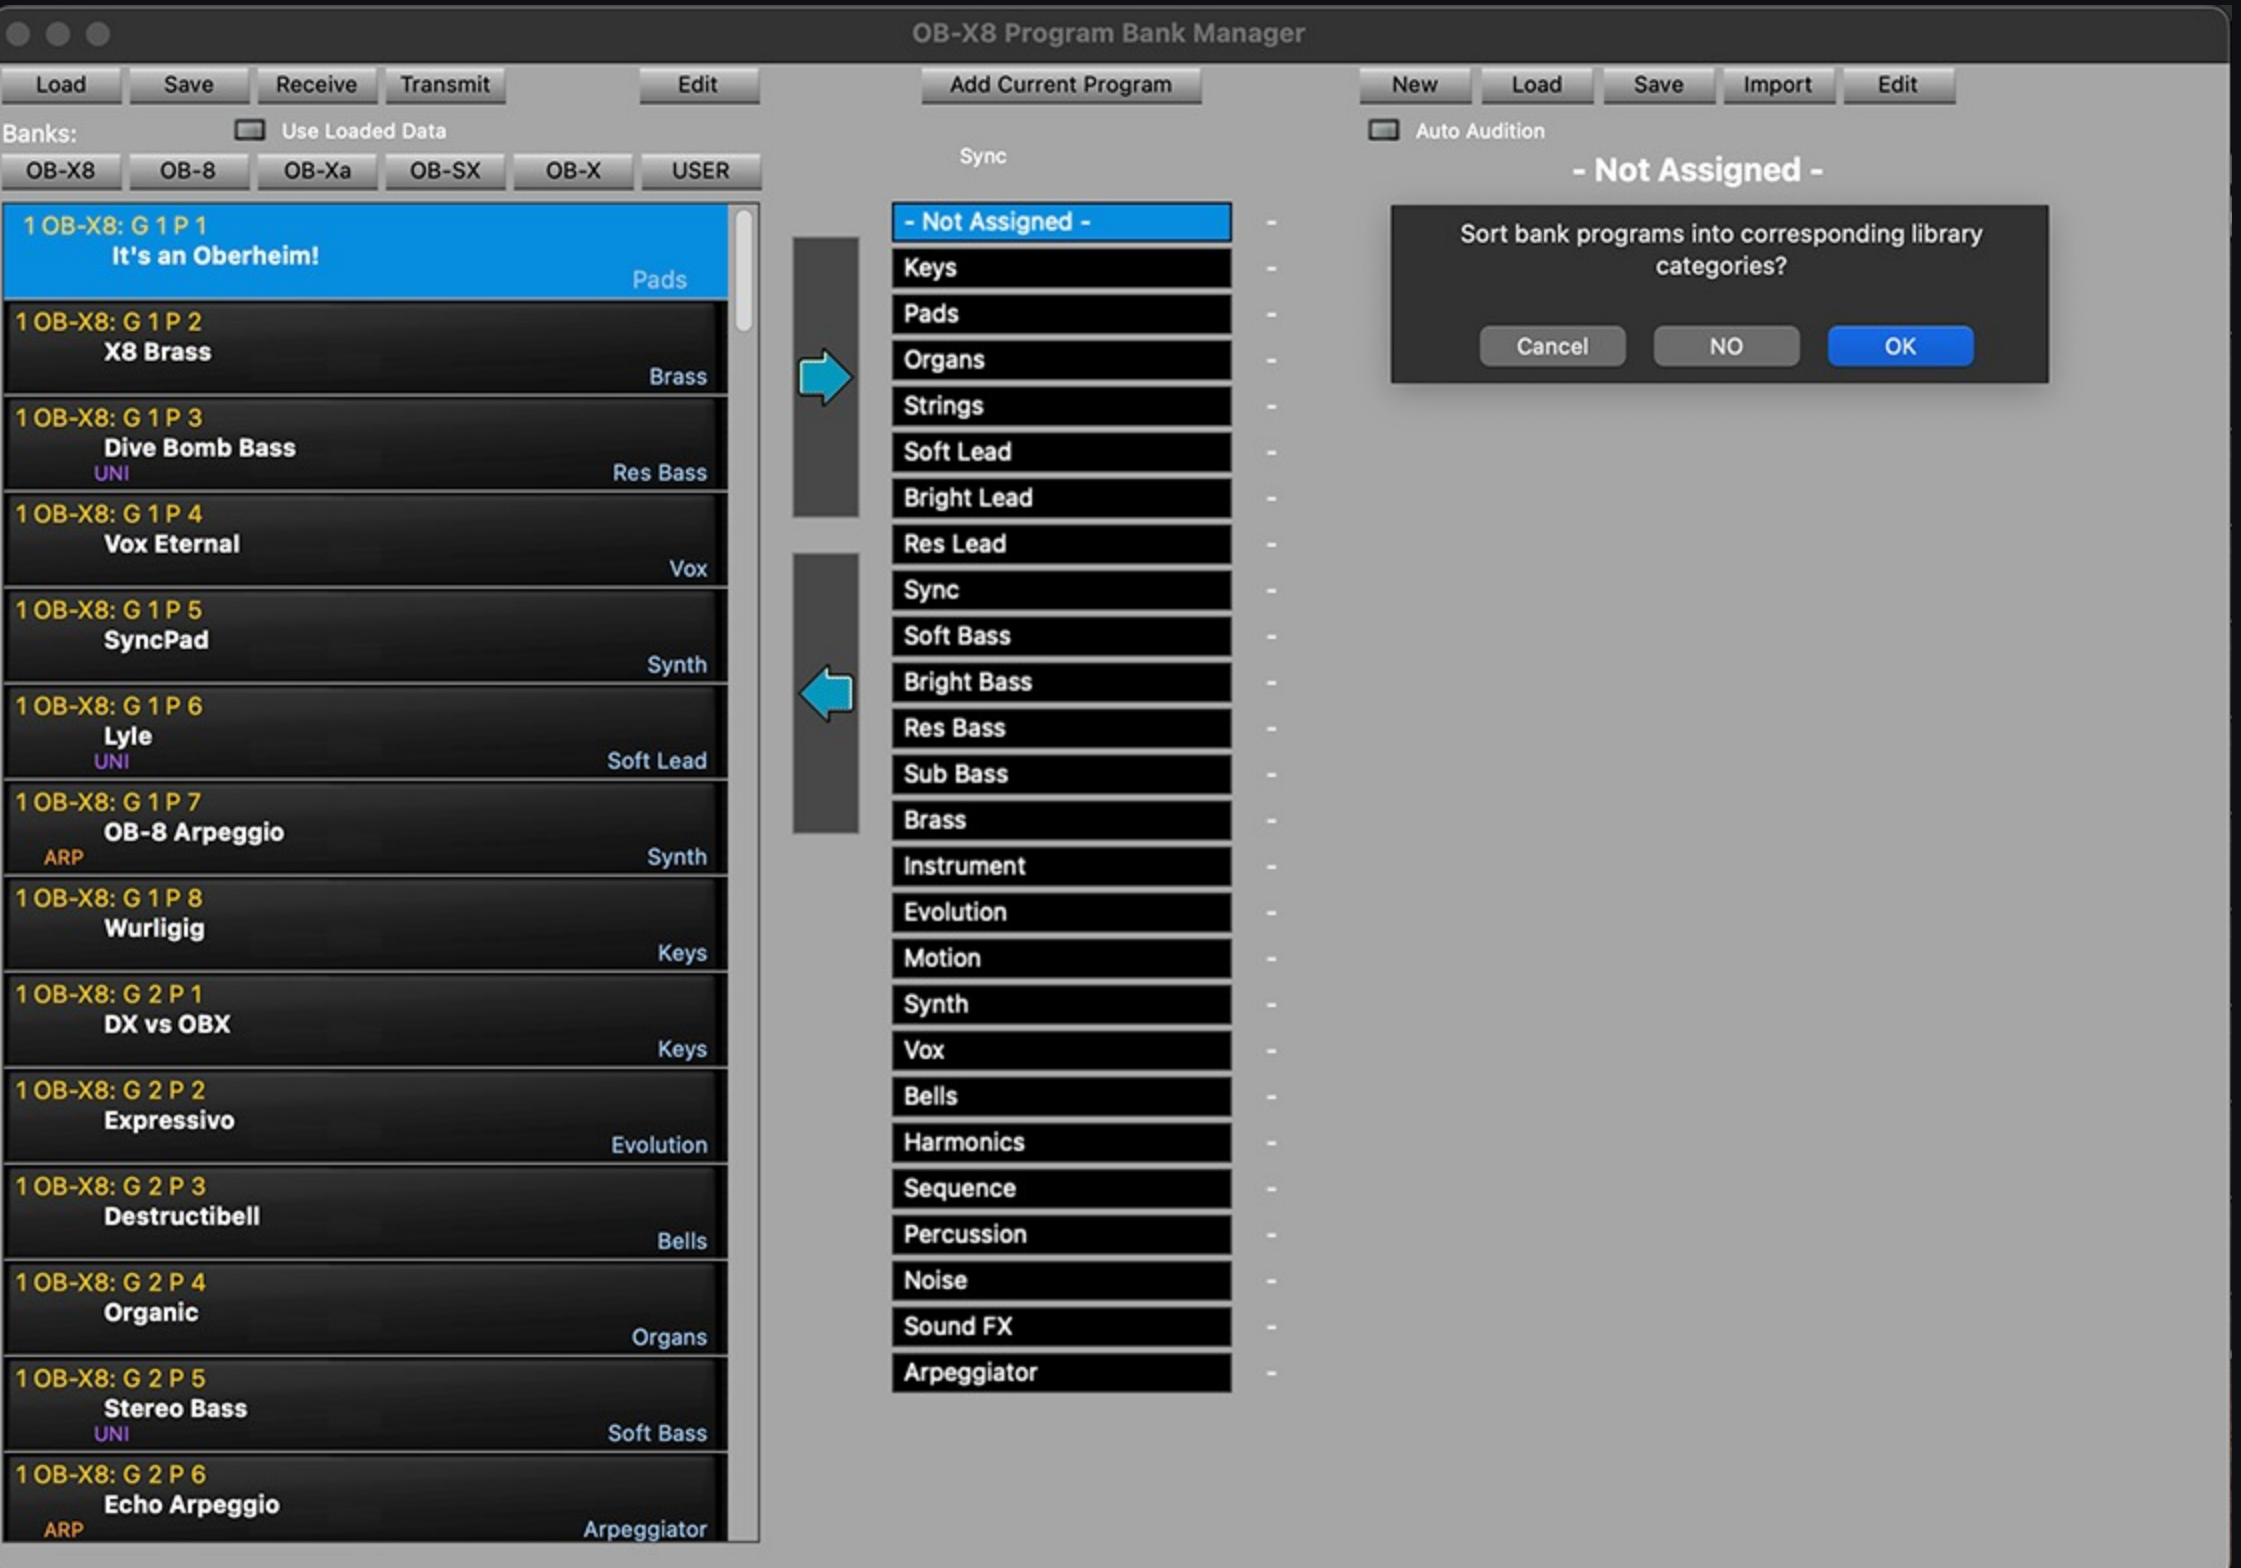 OB-X8 Program Bank Manager
Load Save Receive Transmit Edit
Add Current Program
New Load Save Import Edit
Banks:
Use Loaded Data
Auto Audition
OB-X8 OB-8 OB-Xa OB-SX OB-X USER
Sync
- Not Assigned -
1 OB-X8: G 1 P 1
It's an Oberheim!
Pads
1 OB-X8: G 1 P 2
X8 Brass
Brass
1 OB-X8: G 1 P 3
Dive Bomb Bass
UNI Res Bass
1 OB-X8: G 1 P 4
Vox Eternal
Vox
1 OB-X8: G 1 P 5
SyncPad
Synth
1 OB-X8: G 1 P 6
Lyle
UNI Soft Lead
1 OB-X8: G 1 P 7
OB-8 Arpeggio
ARP Synth
1 OB-X8: G 1 P 8
Wurligig
Keys
1 OB-X8: G 2 P 1
DX vs OBX
Keys
1 OB-X8: G 2 P 2
Expressivo
Evolution
1 OB-X8: G 2 P 3
Destructibell
Bells
1 OB-X8: G 2 P 4
Organic
Organs
1 OB-X8: G 2 P 5
Stereo Bass
UNI Soft Bass
1 OB-X8: G 2 P 6
Echo Arpeggio
ARP Arpeggiator
- Not Assigned - -
Keys -
Pads -
Organs -
Strings -
Soft Lead -
Bright Lead -
Res Lead -
Sync -
Soft Bass -
Bright Bass -
Res Bass -
Sub Bass -
Brass -
Instrument -
Evolution -
Motion -
Synth -
Vox -
Bells -
Harmonics -
Sequence -
Percussion -
Noise -
Sound FX -
Arpeggiator -
Sort bank programs into corresponding library
categories?
Cancel NO OK